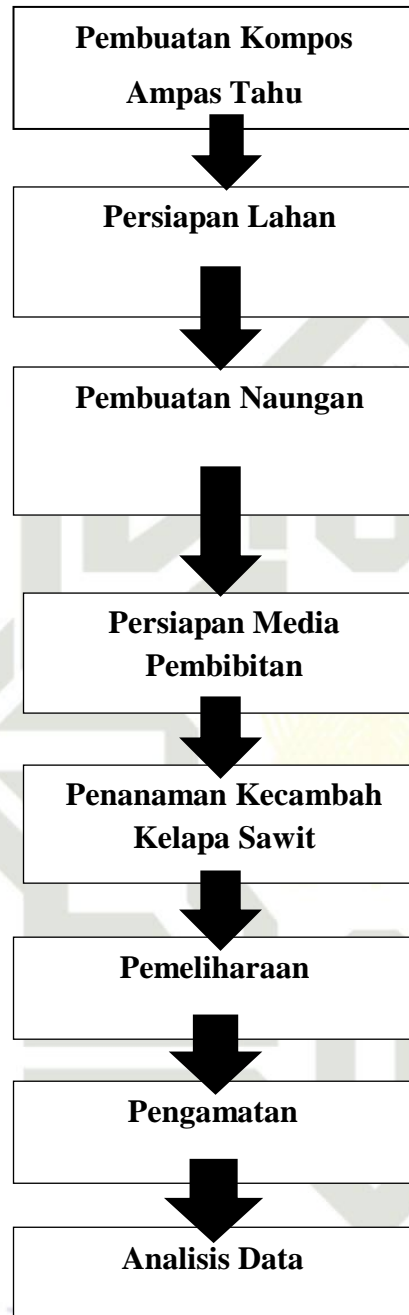 Pembuatan Kompos
Ampas Tahu
Persiapan Lahan
Pembuatan Naungan
Persiapan Media
Pembibitan
Penanaman Kecambah
Kelapa Sawit
Pemeliharaan
Pengamatan
Analisis Data